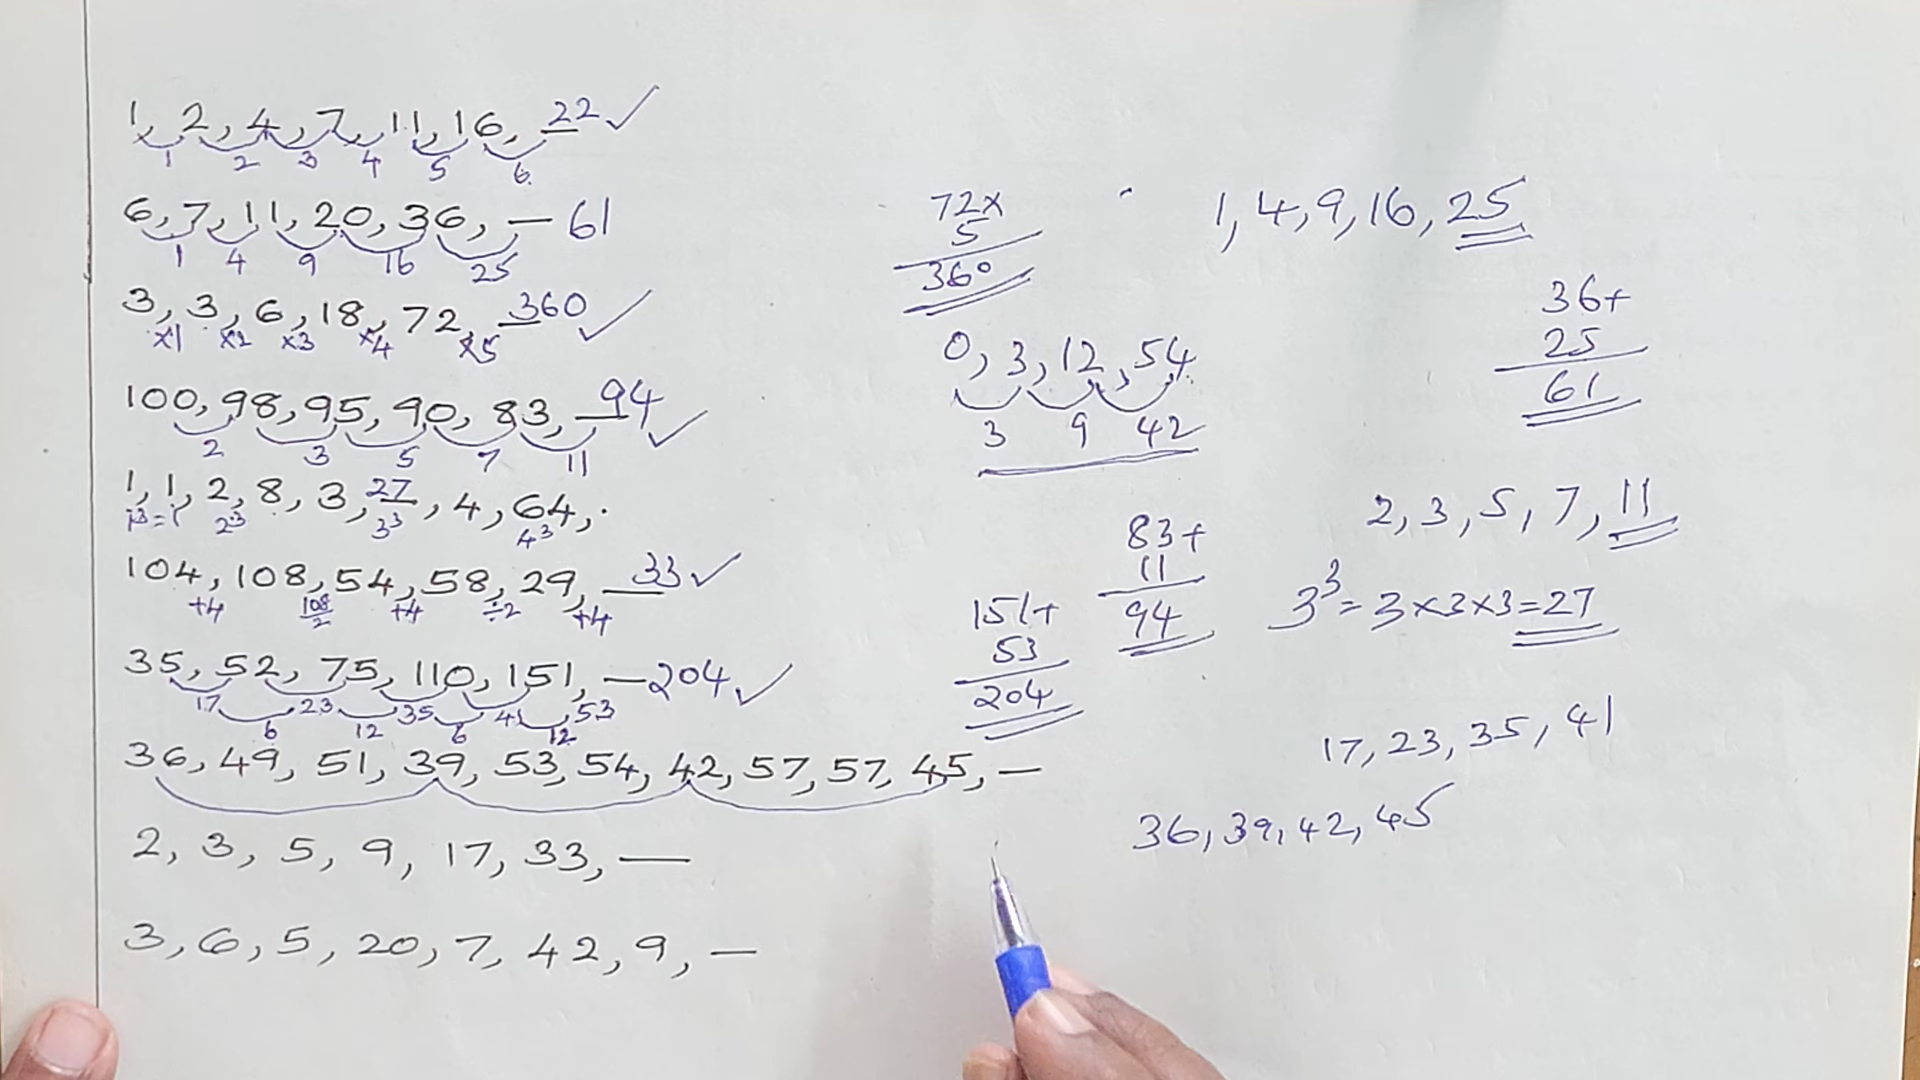 1, 2, 4, 7, 11, 16, 22 ✓
1 2 3 4 5 6
6, 7, 11, 20, 36, — 61
1 4 9 16 25
3, 3, 6, 18, 72, 360 ✓
×1 ×2 ×3 ×4 ×5
100, 98, 95, 90, 83, 94 ✓
2 3 5 7 11
1, 1, 2, 8, 3, 27, 4, 64,
1³=1 2³ 3³ 4³
104, 108, 54, 58, 29, 33 ✓
+4 108/2 +4 ÷2 +4
35, 52, 75, 110, 151, — 204 ✓
17 23 35 41 53
6 12 6 12
36, 49, 51, 39, 53, 54, 42, 57, 57, 45, —
2, 3, 5, 9, 17, 33, —
3, 6, 5, 20, 7, 42, 9, —
72×
5
360
0, 3, 12, 54
3 9 42
83+
11
94
151+
53
204
1, 4, 9, 16, 25
36+
25
61
2, 3, 5, 7, 11
3³ = 3×3×3=27
17, 23, 35, 41
36, 39, 42, 45